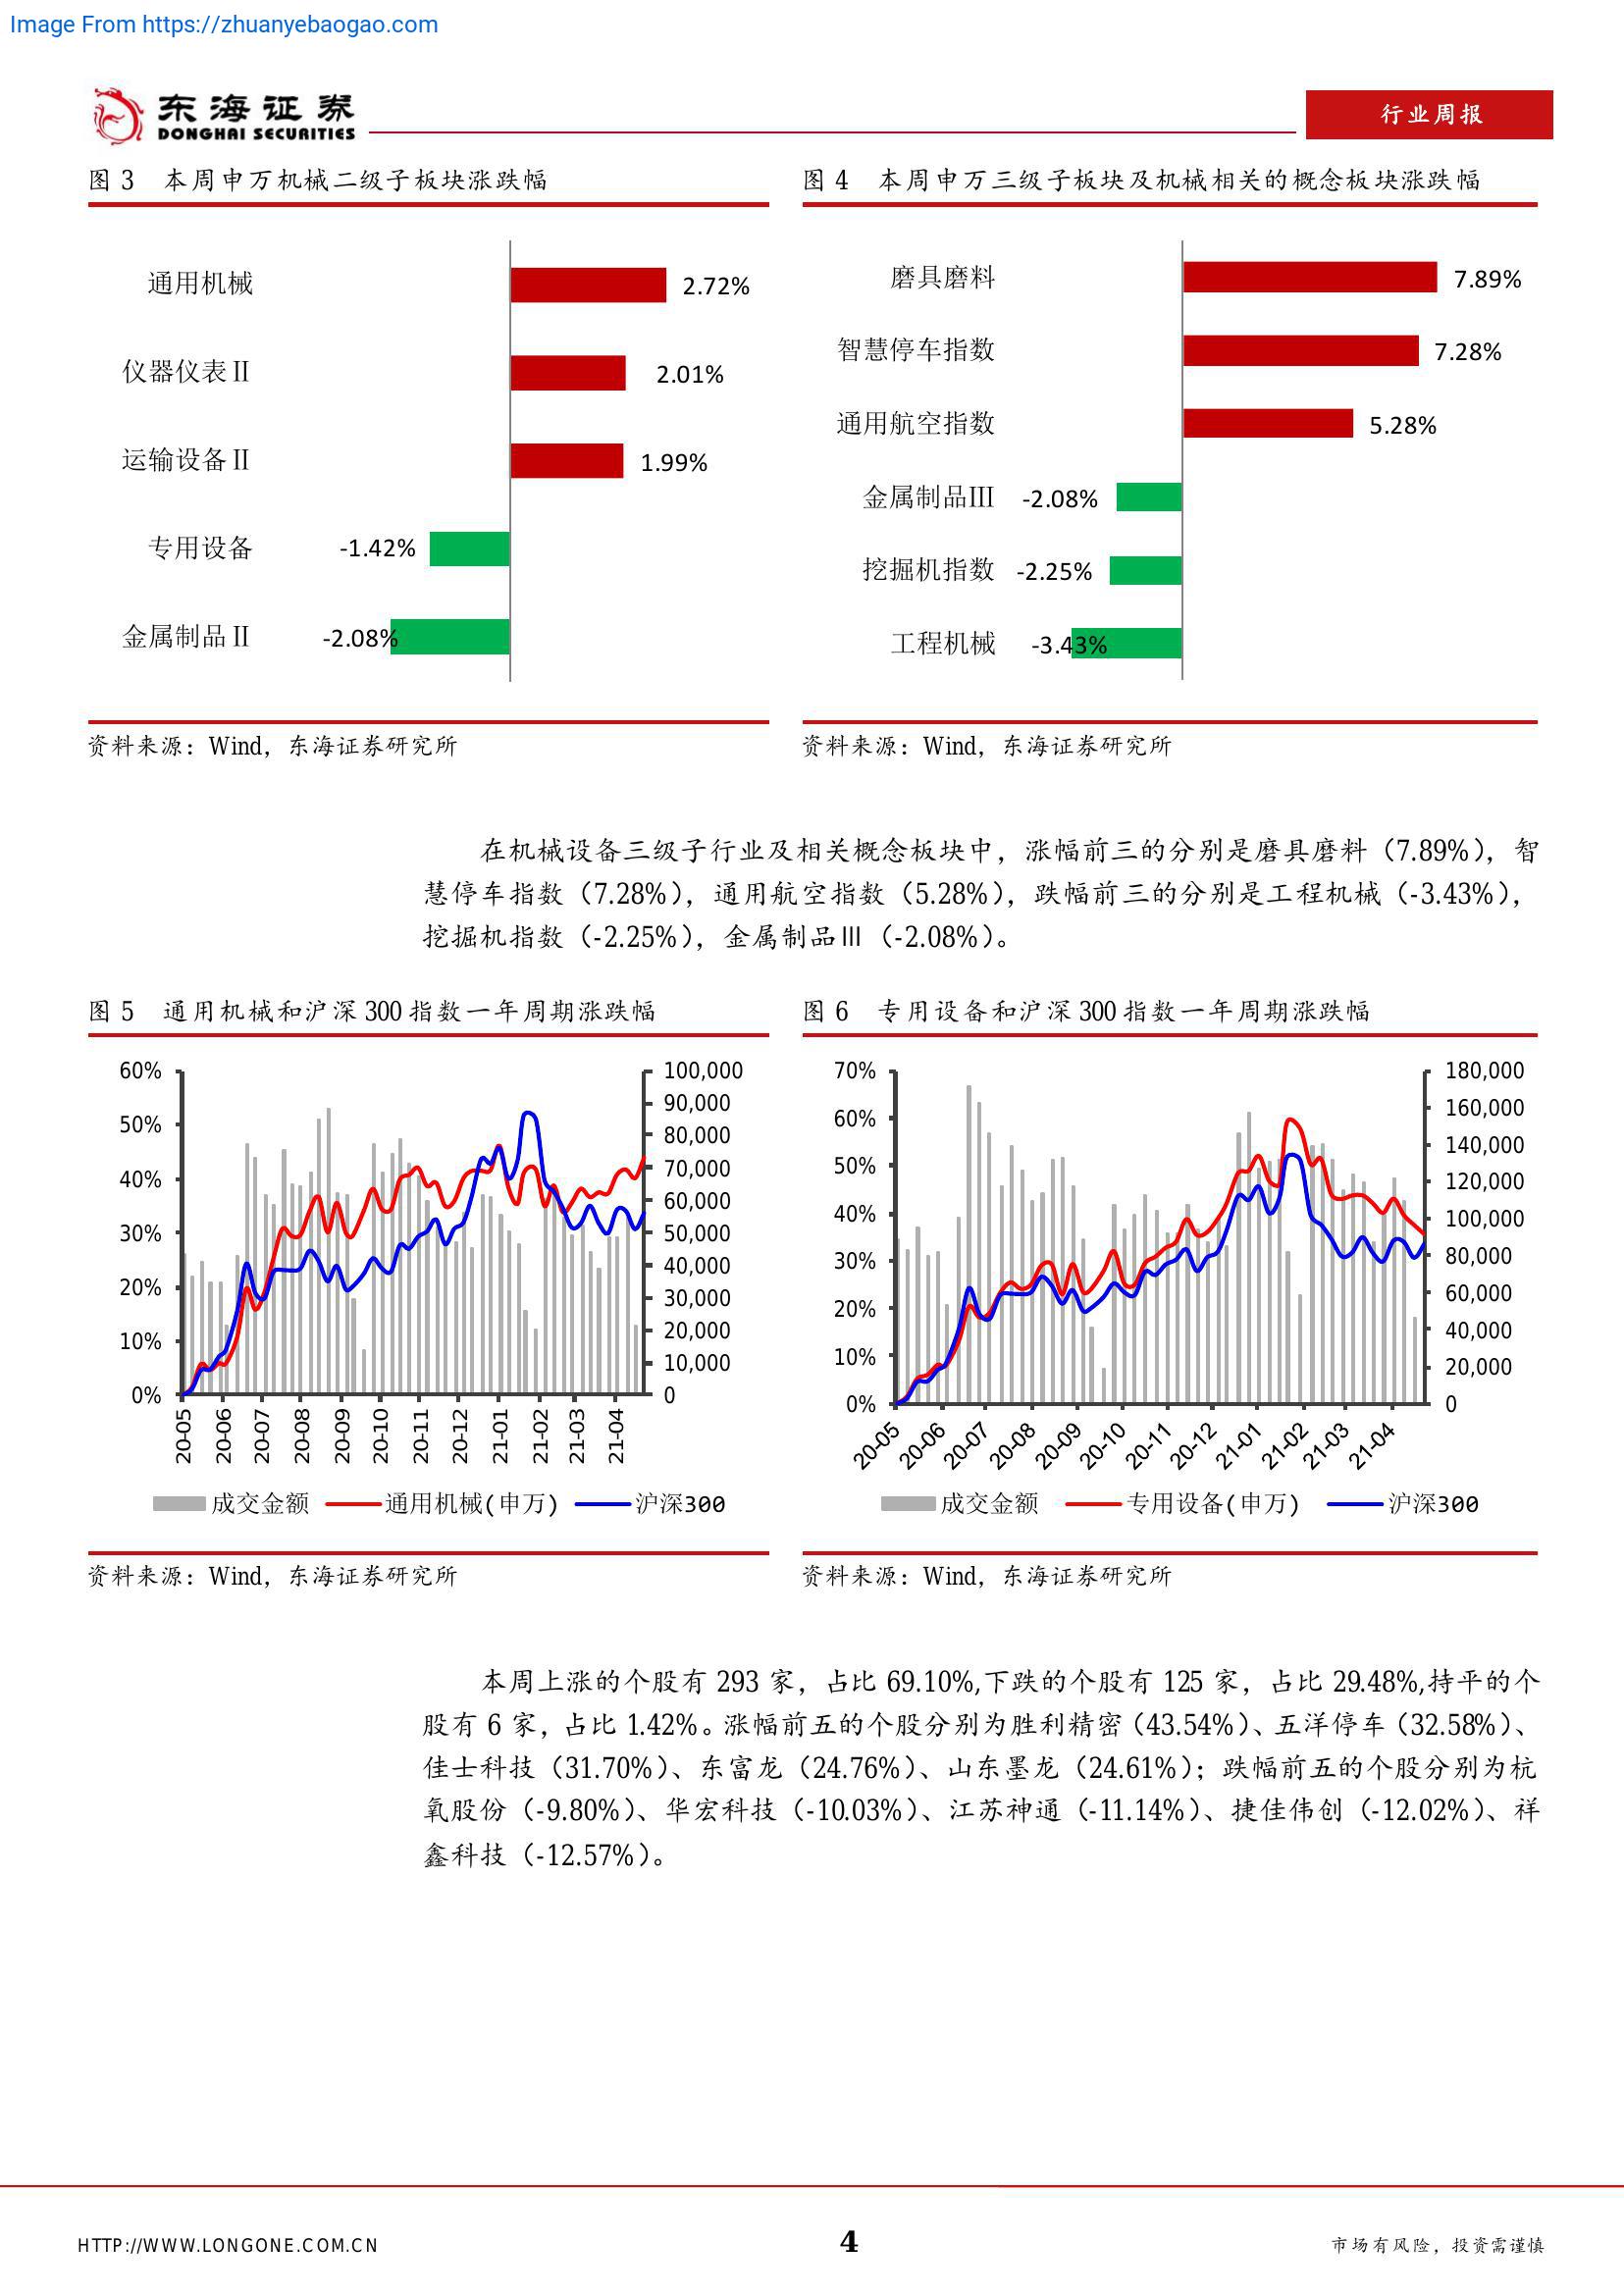 Image From https://zhuanyebaogao.com
东海证券
DONGHAI SECURITIES
行业周报
图 3 本周申万机械二级子板块涨跌幅
通用机械 2.72%
仪器仪表Ⅱ 2.01%
运输设备Ⅱ 1.99%
专用设备 -1.42%
金属制品Ⅱ -2.08%
资料来源：Wind，东海证券研究所
图 4 本周申万三级子板块及机械相关的概念板块涨跌幅
磨具磨料 7.89%
智慧停车指数 7.28%
通用航空指数 5.28%
金属制品Ⅲ -2.08%
挖掘机指数 -2.25%
工程机械 -3.43%
资料来源：Wind，东海证券研究所
在机械设备三级子行业及相关概念板块中，涨幅前三的分别是磨具磨料（7.89%），智
慧停车指数（7.28%），通用航空指数（5.28%），跌幅前三的分别是工程机械（-3.43%），
挖掘机指数（-2.25%），金属制品Ⅲ（-2.08%）。
图 5 通用机械和沪深 300 指数一年周期涨跌幅
60%
50%
40%
30%
20%
10%
0%
100,000
90,000
80,000
70,000
60,000
50,000
40,000
30,000
20,000
10,000
0
20-05 20-06 20-07 20-08 20-09 20-10 20-11 20-12 21-01 21-02 21-03 21-04
成交金额 通用机械(申万) 沪深300
资料来源：Wind，东海证券研究所
图 6 专用设备和沪深 300 指数一年周期涨跌幅
70%
60%
50%
40%
30%
20%
10%
0%
180,000
160,000
140,000
120,000
100,000
80,000
60,000
40,000
20,000
0
20-05 20-06 20-07 20-08 20-09 20-10 20-11 20-12 21-01 21-02 21-03 21-04
成交金额 专用设备(申万) 沪深300
资料来源：Wind，东海证券研究所
本周上涨的个股有 293 家，占比 69.10%,下跌的个股有 125 家，占比 29.48%,持平的个
股有 6 家，占比 1.42%。涨幅前五的个股分别为胜利精密（43.54%）、五洋停车（32.58%）、
佳士科技（31.70%）、东富龙（24.76%）、山东墨龙（24.61%）；跌幅前五的个股分别为杭
氧股份（-9.80%）、华宏科技（-10.03%）、江苏神通（-11.14%）、捷佳伟创（-12.02%）、祥
鑫科技（-12.57%）。
HTTP://WWW.LONGONE.COM.CN
4
市场有风险，投资需谨慎